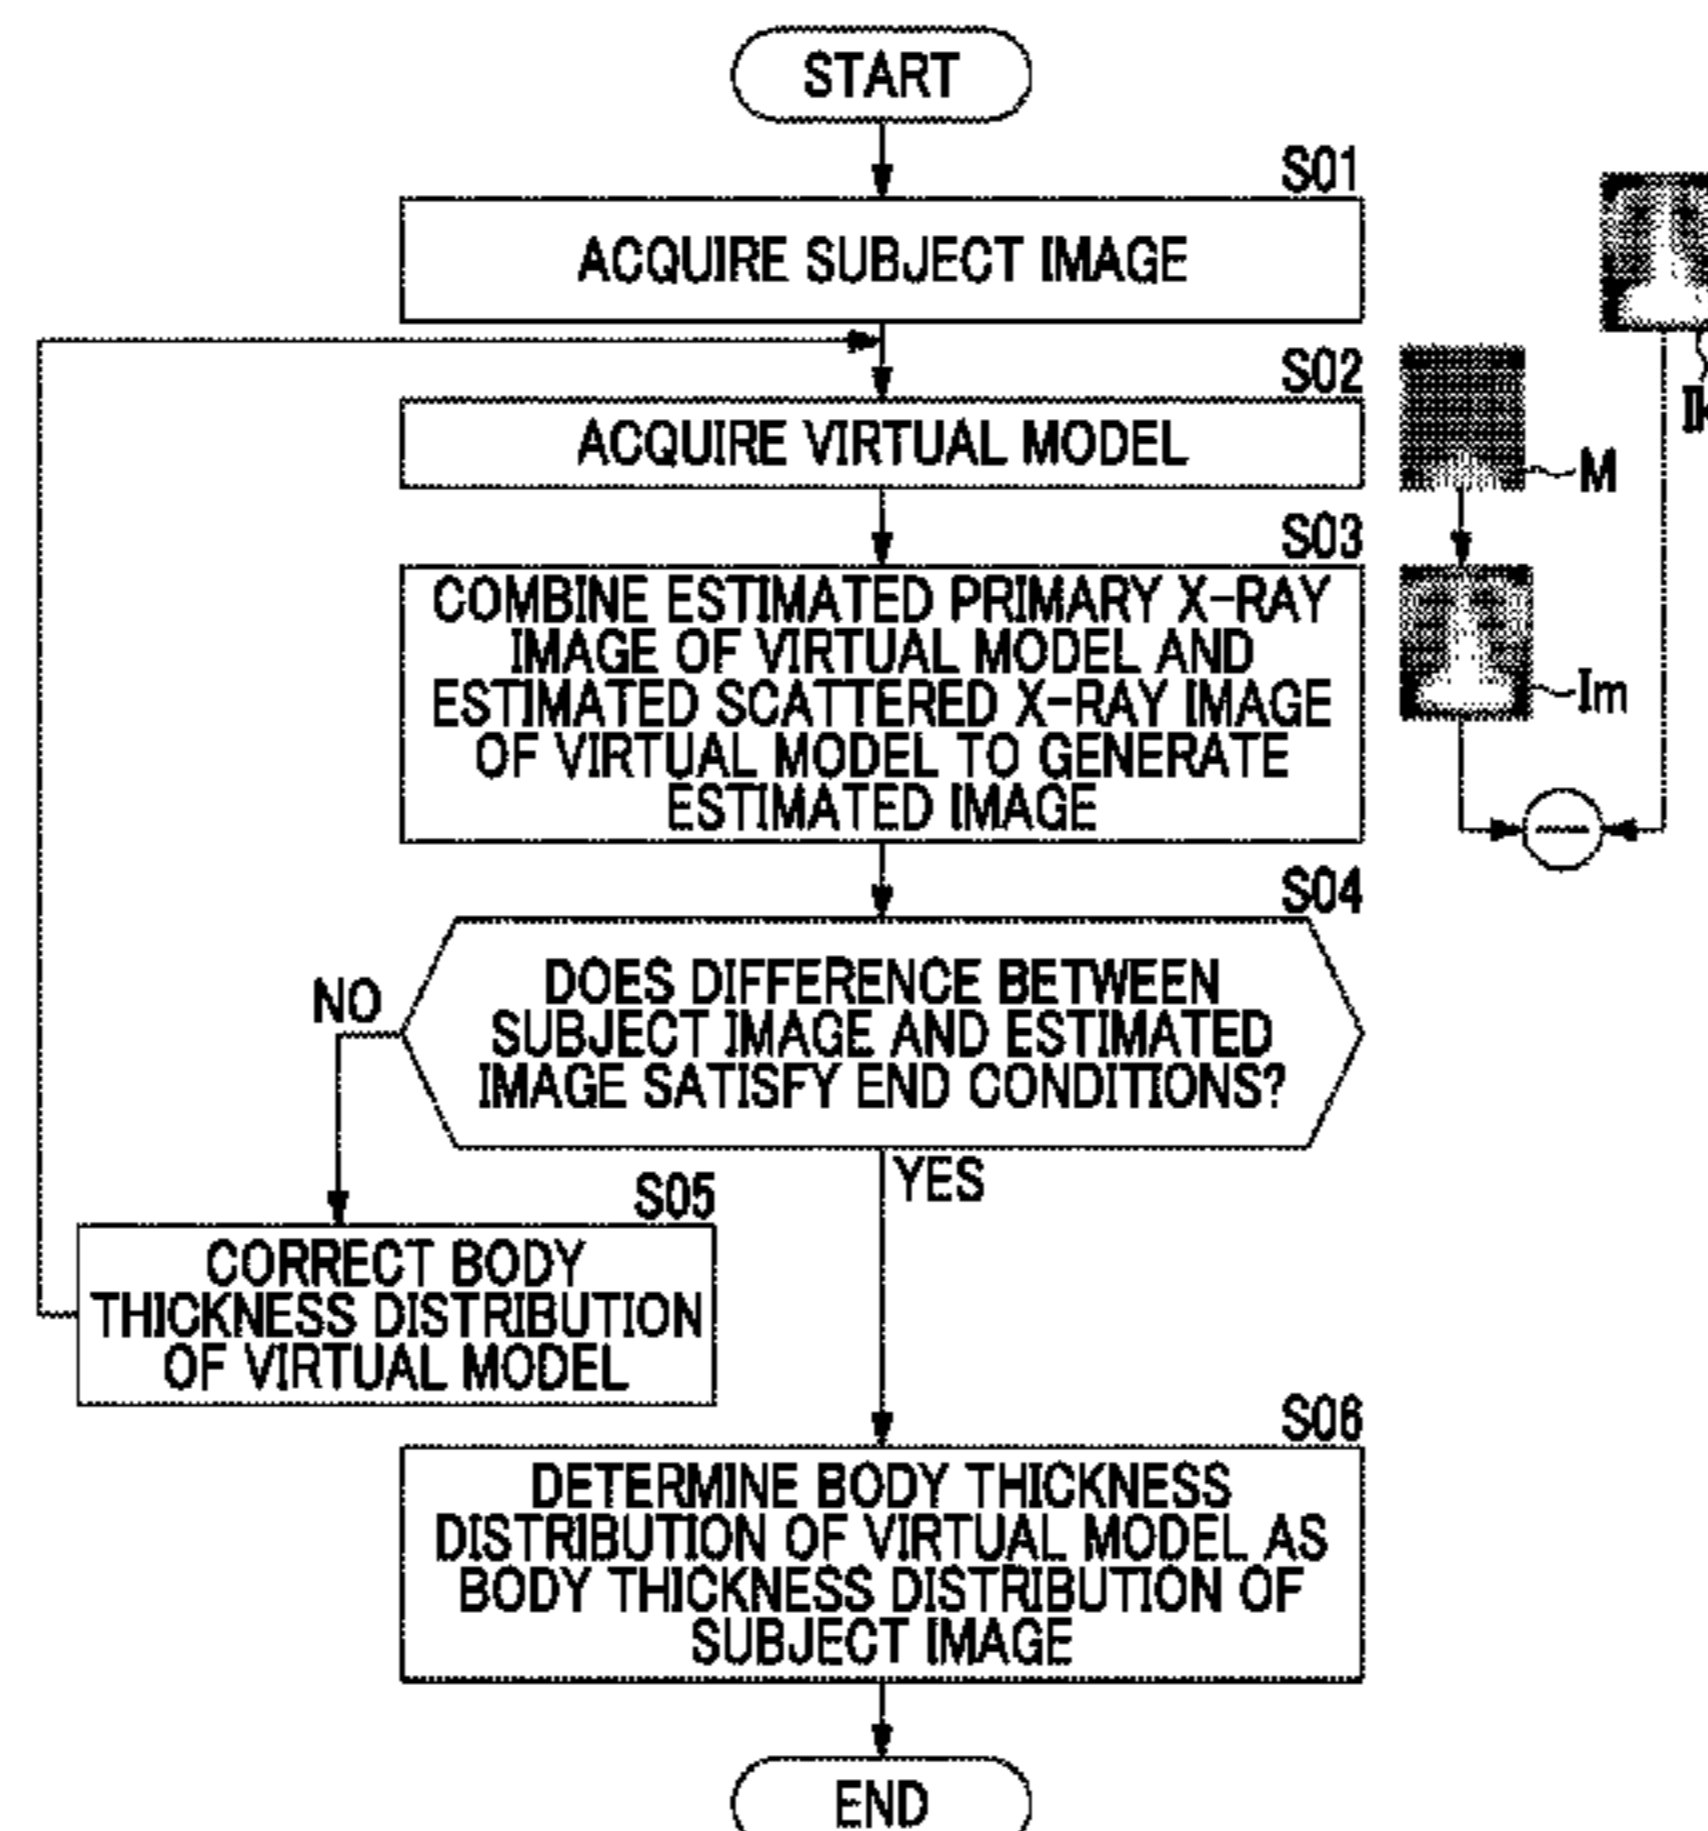 START
S01
ACQUIRE SUBJECT IMAGE
S02
ACQUIRE VIRTUAL MODEL
M
S03
COMBINE ESTIMATED PRIMARY X-RAY
IMAGE OF VIRTUAL MODEL AND
ESTIMATED SCATTERED X-RAY IMAGE
OF VIRTUAL MODEL TO GENERATE
ESTIMATED IMAGE
Im
S04
DOES DIFFERENCE BETWEEN
SUBJECT IMAGE AND ESTIMATED
IMAGE SATISFY END CONDITIONS?
NO
YES
S05
CORRECT BODY
THICKNESS DISTRIBUTION
OF VIRTUAL MODEL
S06
DETERMINE BODY THICKNESS
DISTRIBUTION OF VIRTUAL MODEL AS
BODY THICKNESS DISTRIBUTION OF
SUBJECT IMAGE
END